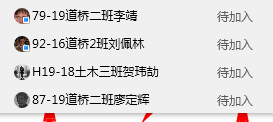 79-19道桥二班李靖 待加入
92-16道桥2班刘佩林 待加入
H19-18土木三班贺玮劼 待加入
87-19道桥二班廖定辉 待加入